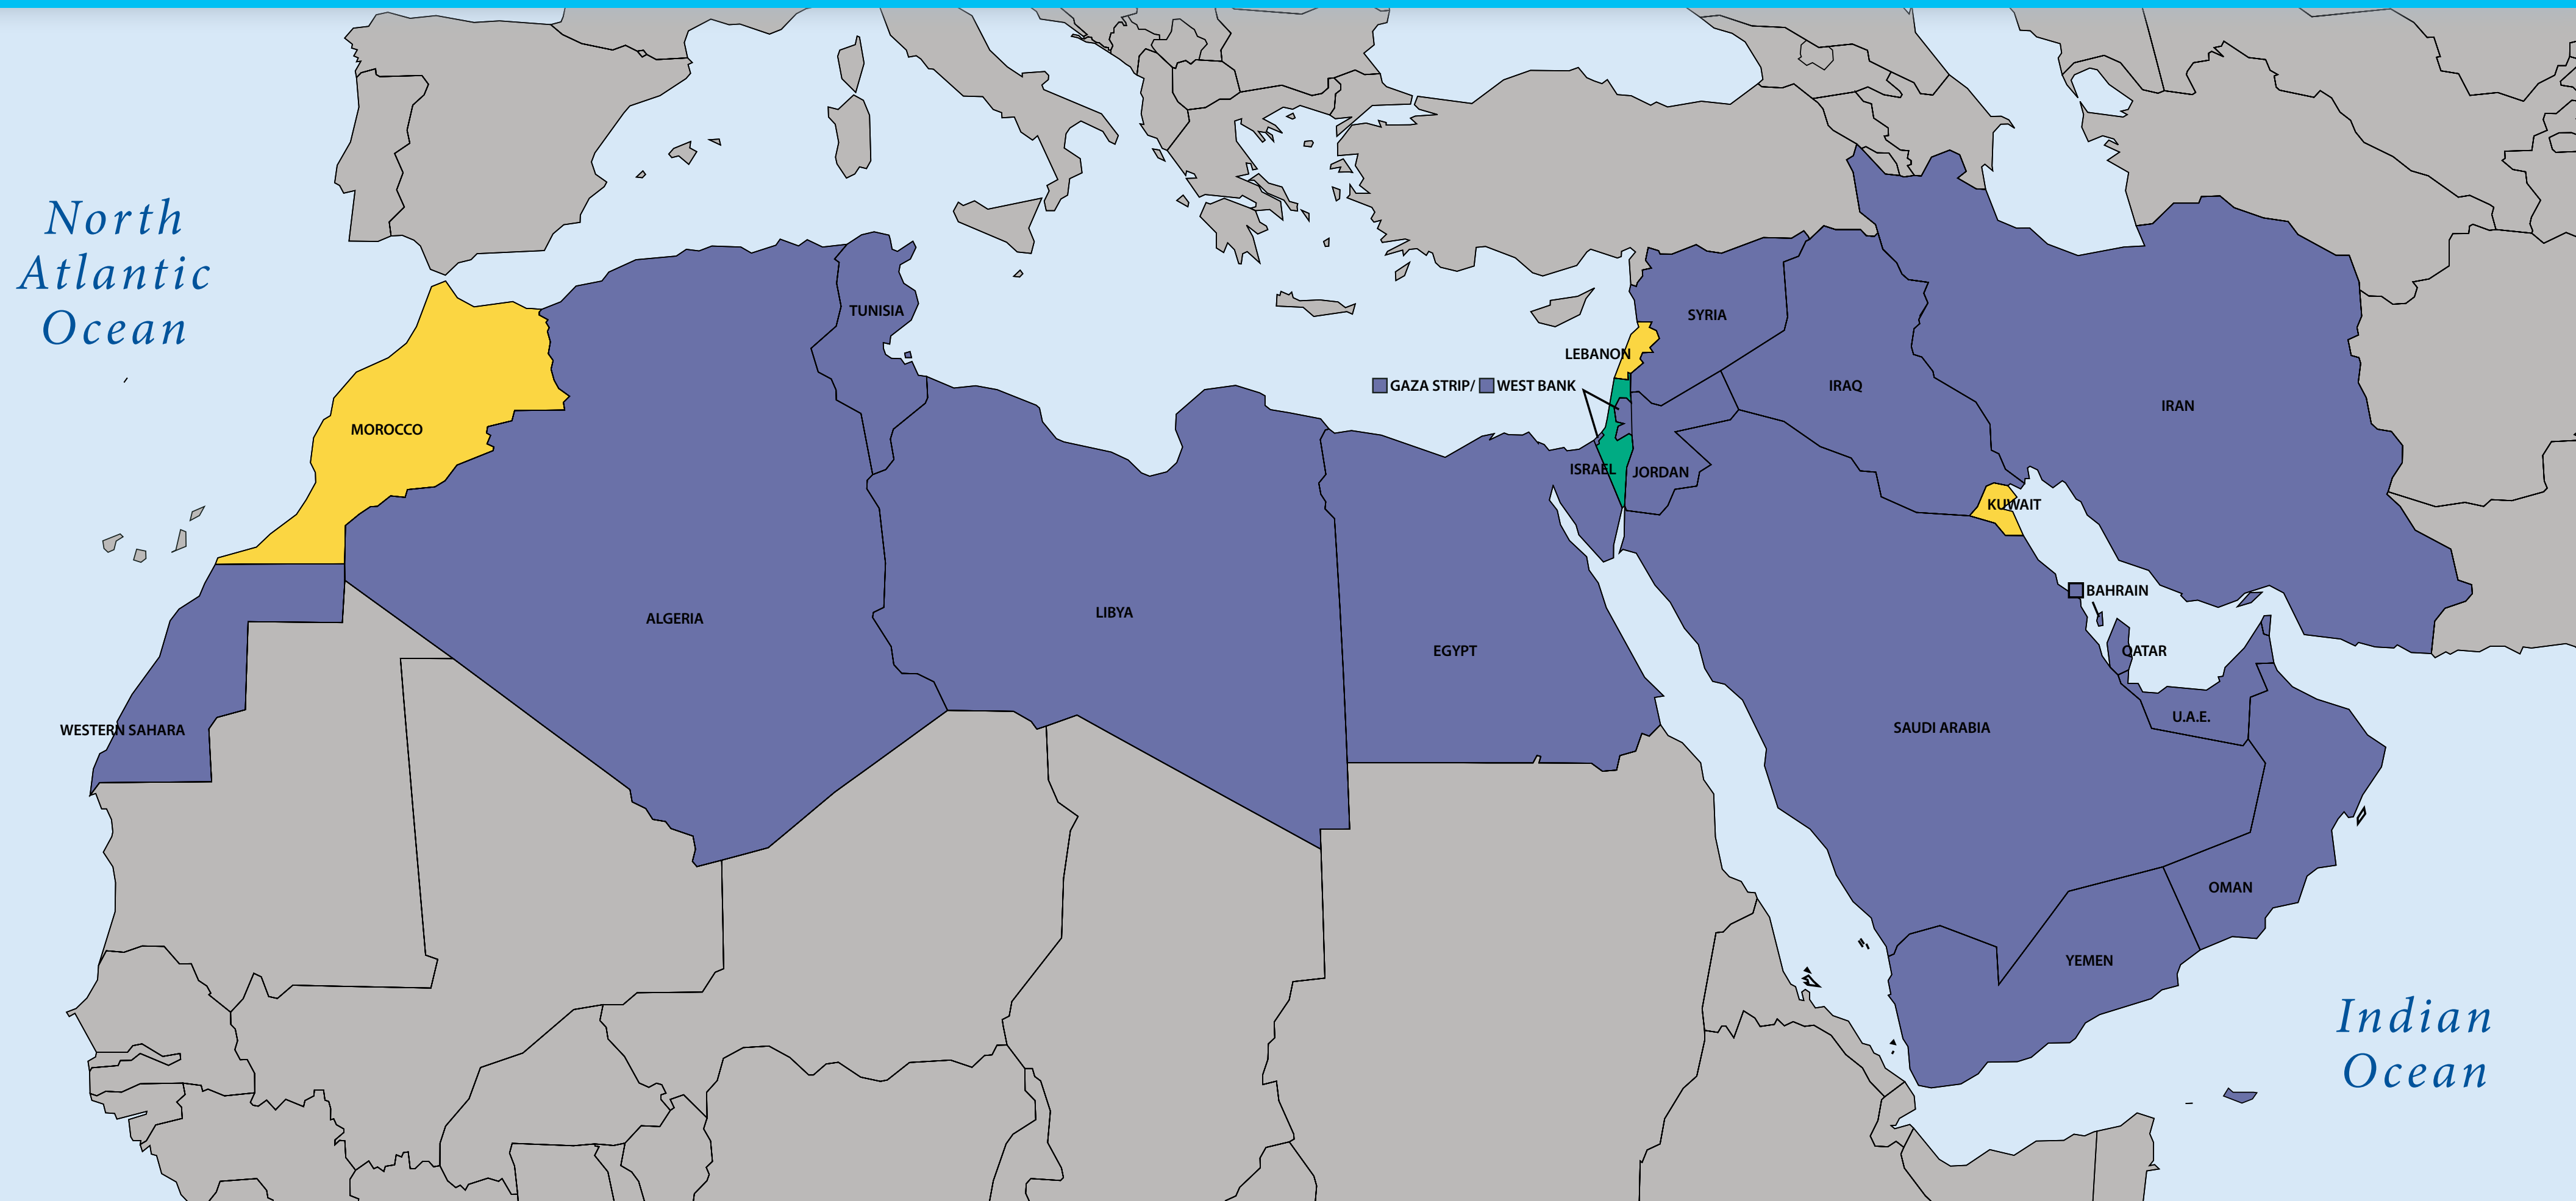 North
Atlantic
Ocean
TUNISIA
SYRIA
LEBANON
GAZA STRIP/ WEST BANK
IRAQ
IRAN
MOROCCO
ISRAEL
JORDAN
KUWAIT
BAHRAIN
ALGERIA
LIBYA
EGYPT
QATAR
WESTERN SAHARA
SAUDI ARABIA
U.A.E.
OMAN
YEMEN
Indian
Ocean